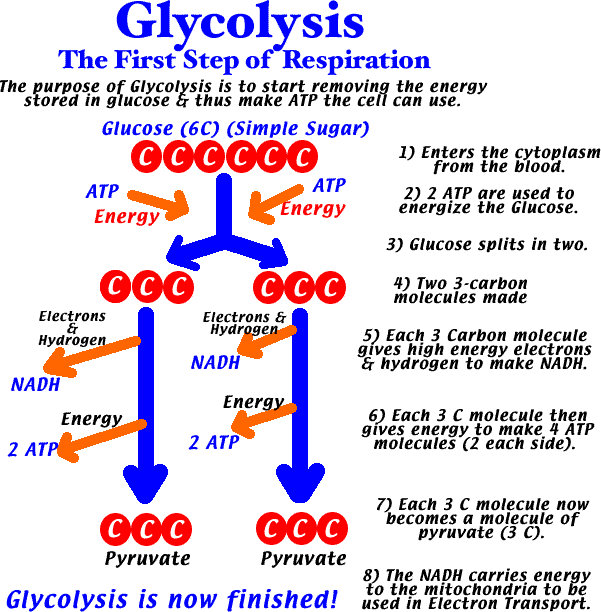 Glycolysis
The First Step of Respiration
The purpose of Glycolysis is to start removing the energy
stored in glucose & thus make ATP the cell can use.
Glucose (6C) (Simple Sugar)
C C C C C C
1) Enters the cytoplasm
from the blood.
ATP
Energy
ATP
Energy
2) 2 ATP are used to
energize the Glucose.
3) Glucose splits in two.
C C C
C C C
4) Two 3-carbon
molecules made
Electrons
&
Hydrogen
NADH
Electrons &
Hydrogen
NADH
5) Each 3 Carbon molecule
gives high energy electrons
& hydrogen to make NADH.
Energy
2 ATP
Energy
2 ATP
6) Each 3 C molecule then
gives energy to make 4 ATP
molecules (2 each side).
C C C
Pyruvate
C C C
Pyruvate
7) Each 3 C molecule now
becomes a molecule of
pyruvate (3 C).
Glycolysis is now finished!
8) The NADH carries energy
to the mitochondria to be
used in Electron Transport.